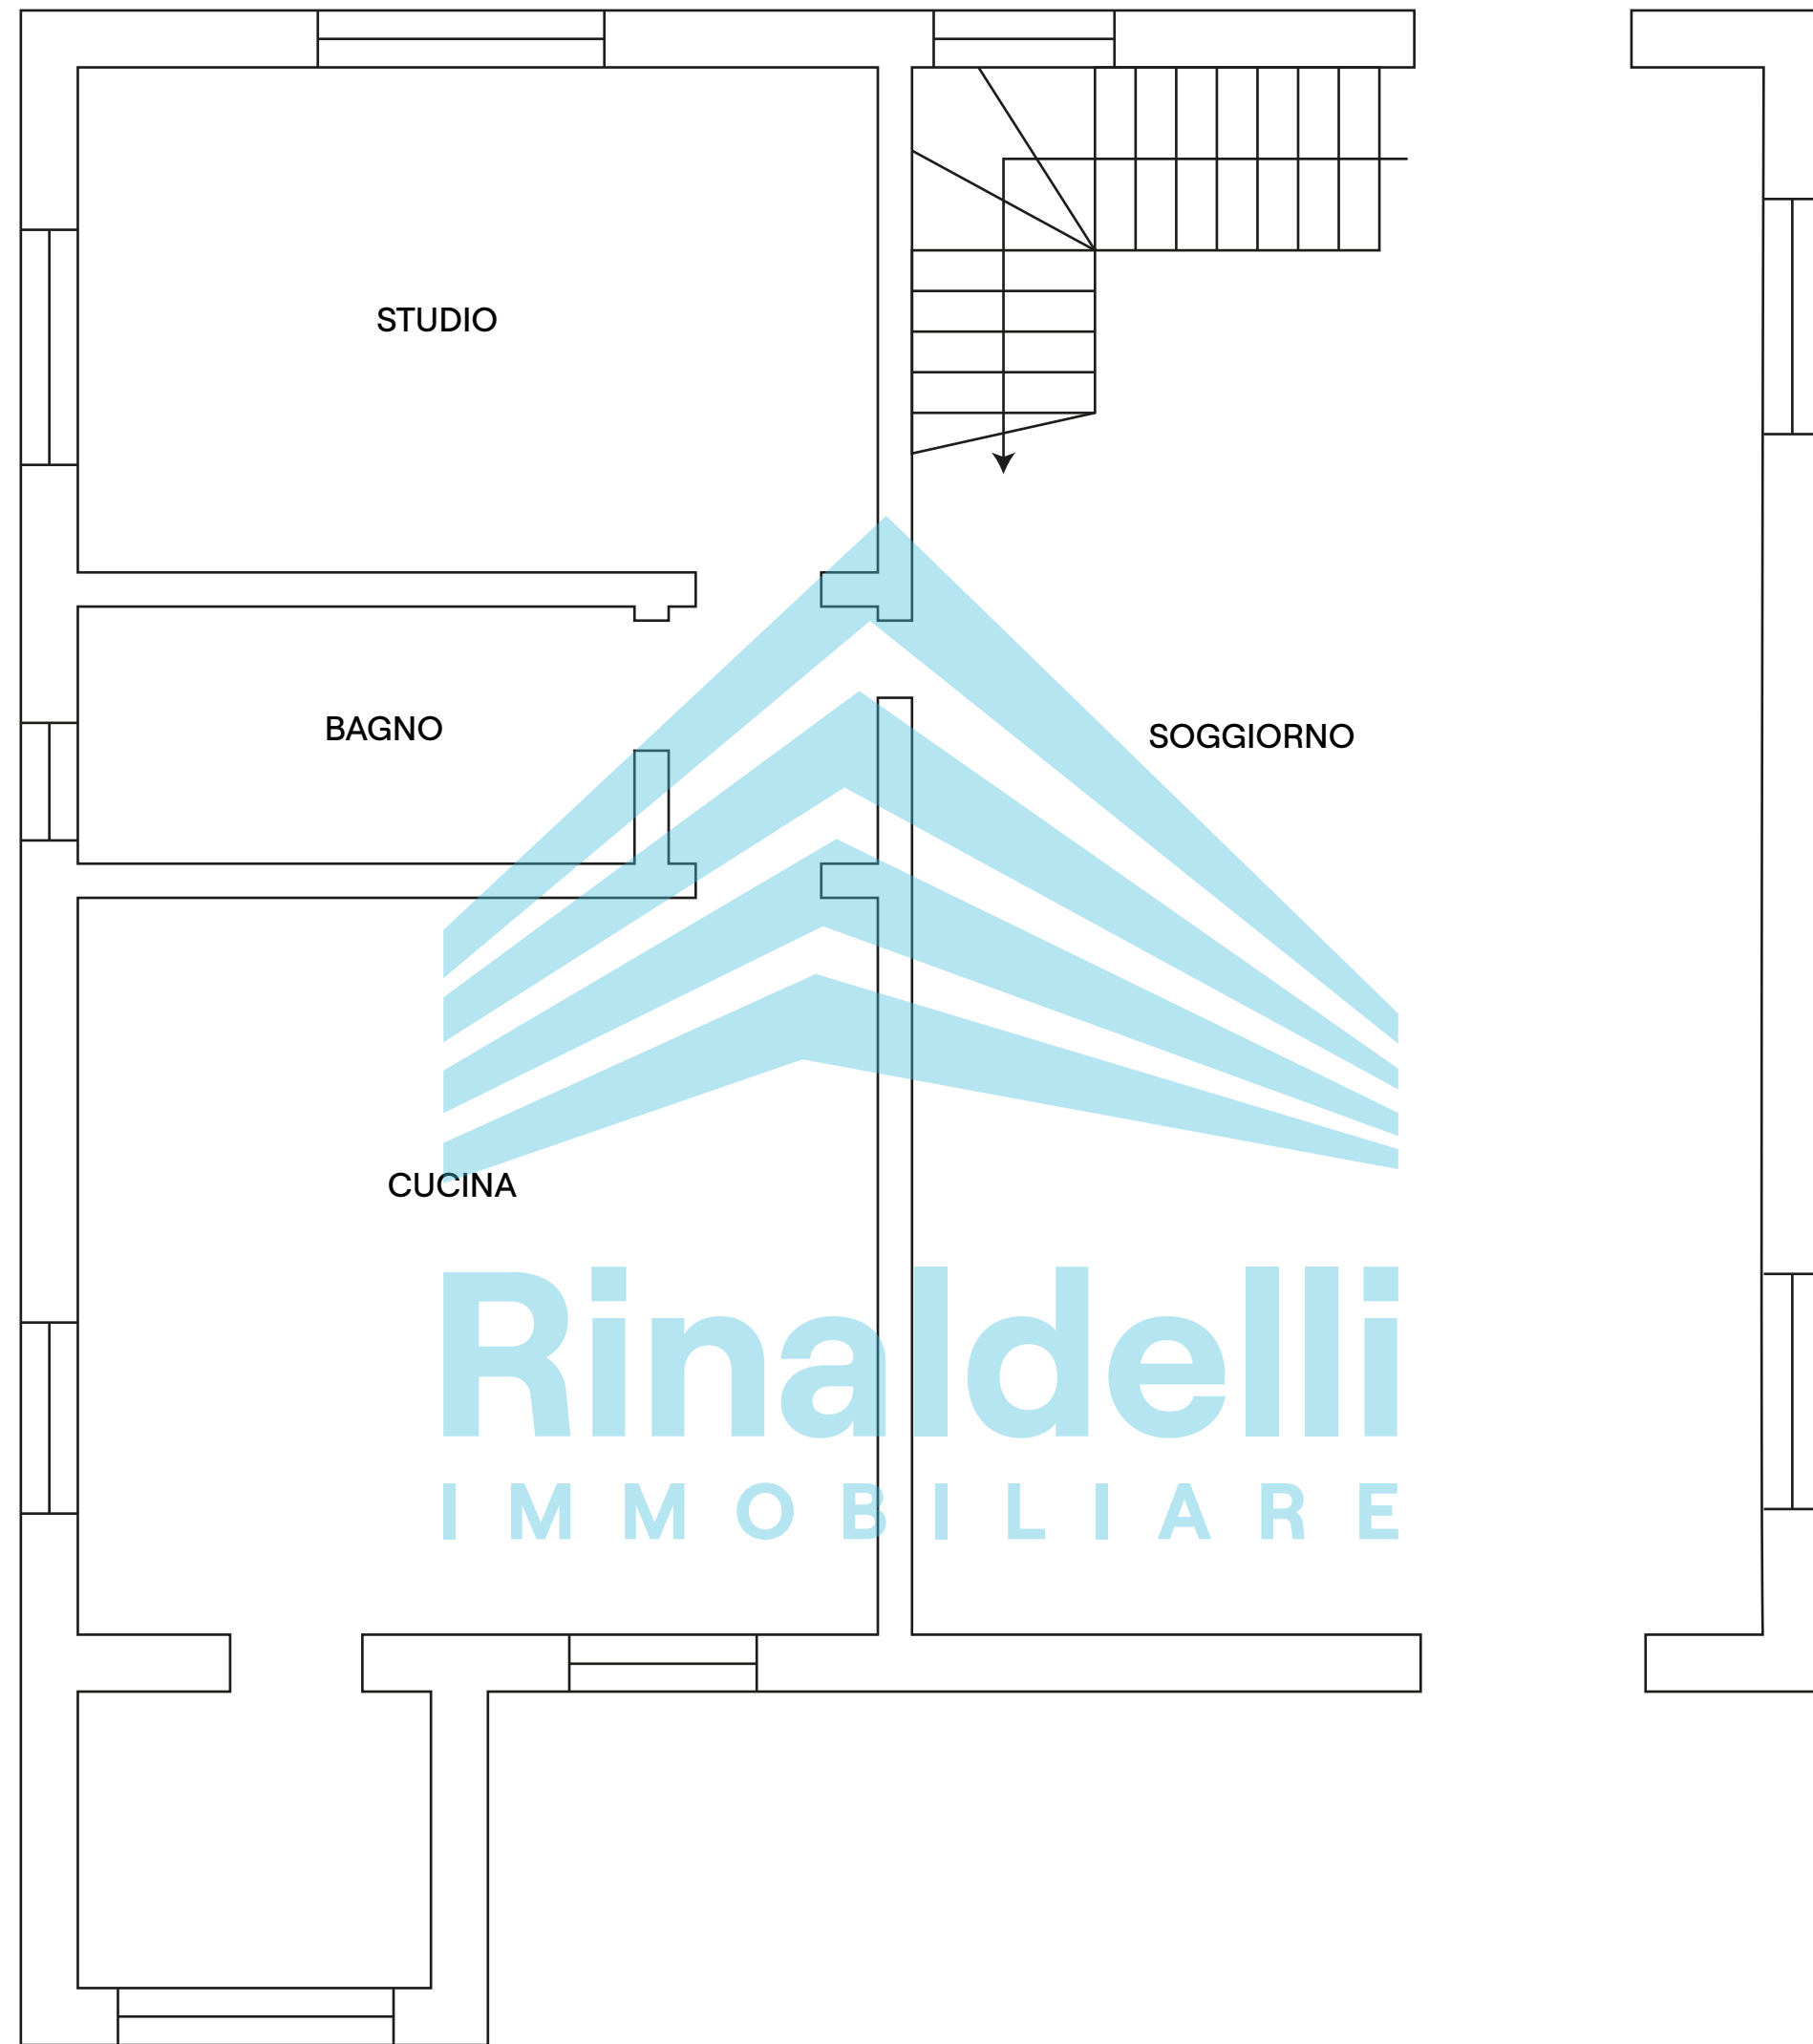 STUDIO
BAGNO
SOGGIORNO
CUCINA
Rinaldelli
IMMOBILIARE